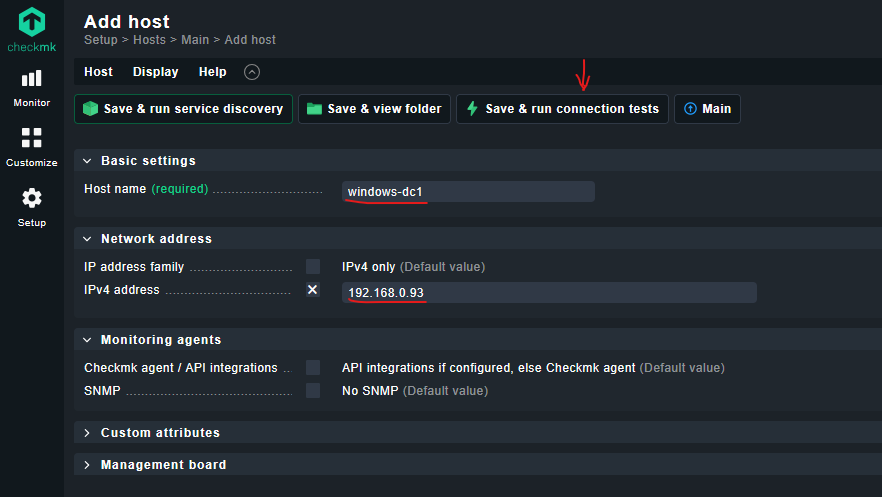 Add host
Setup > Hosts > Main > Add host
checkmk
Host Display Help
Monitor
Save & run service discovery Save & view folder Save & run connection tests Main
Customize
Basic settings
Host name (required) windows-dc1
Setup
Network address
IP address family IPv4 only (Default value)
IPv4 address 192.168.0.93
Monitoring agents
Checkmk agent / API integrations API integrations if configured, else Checkmk agent (Default value)
SNMP No SNMP (Default value)
Custom attributes
Management board